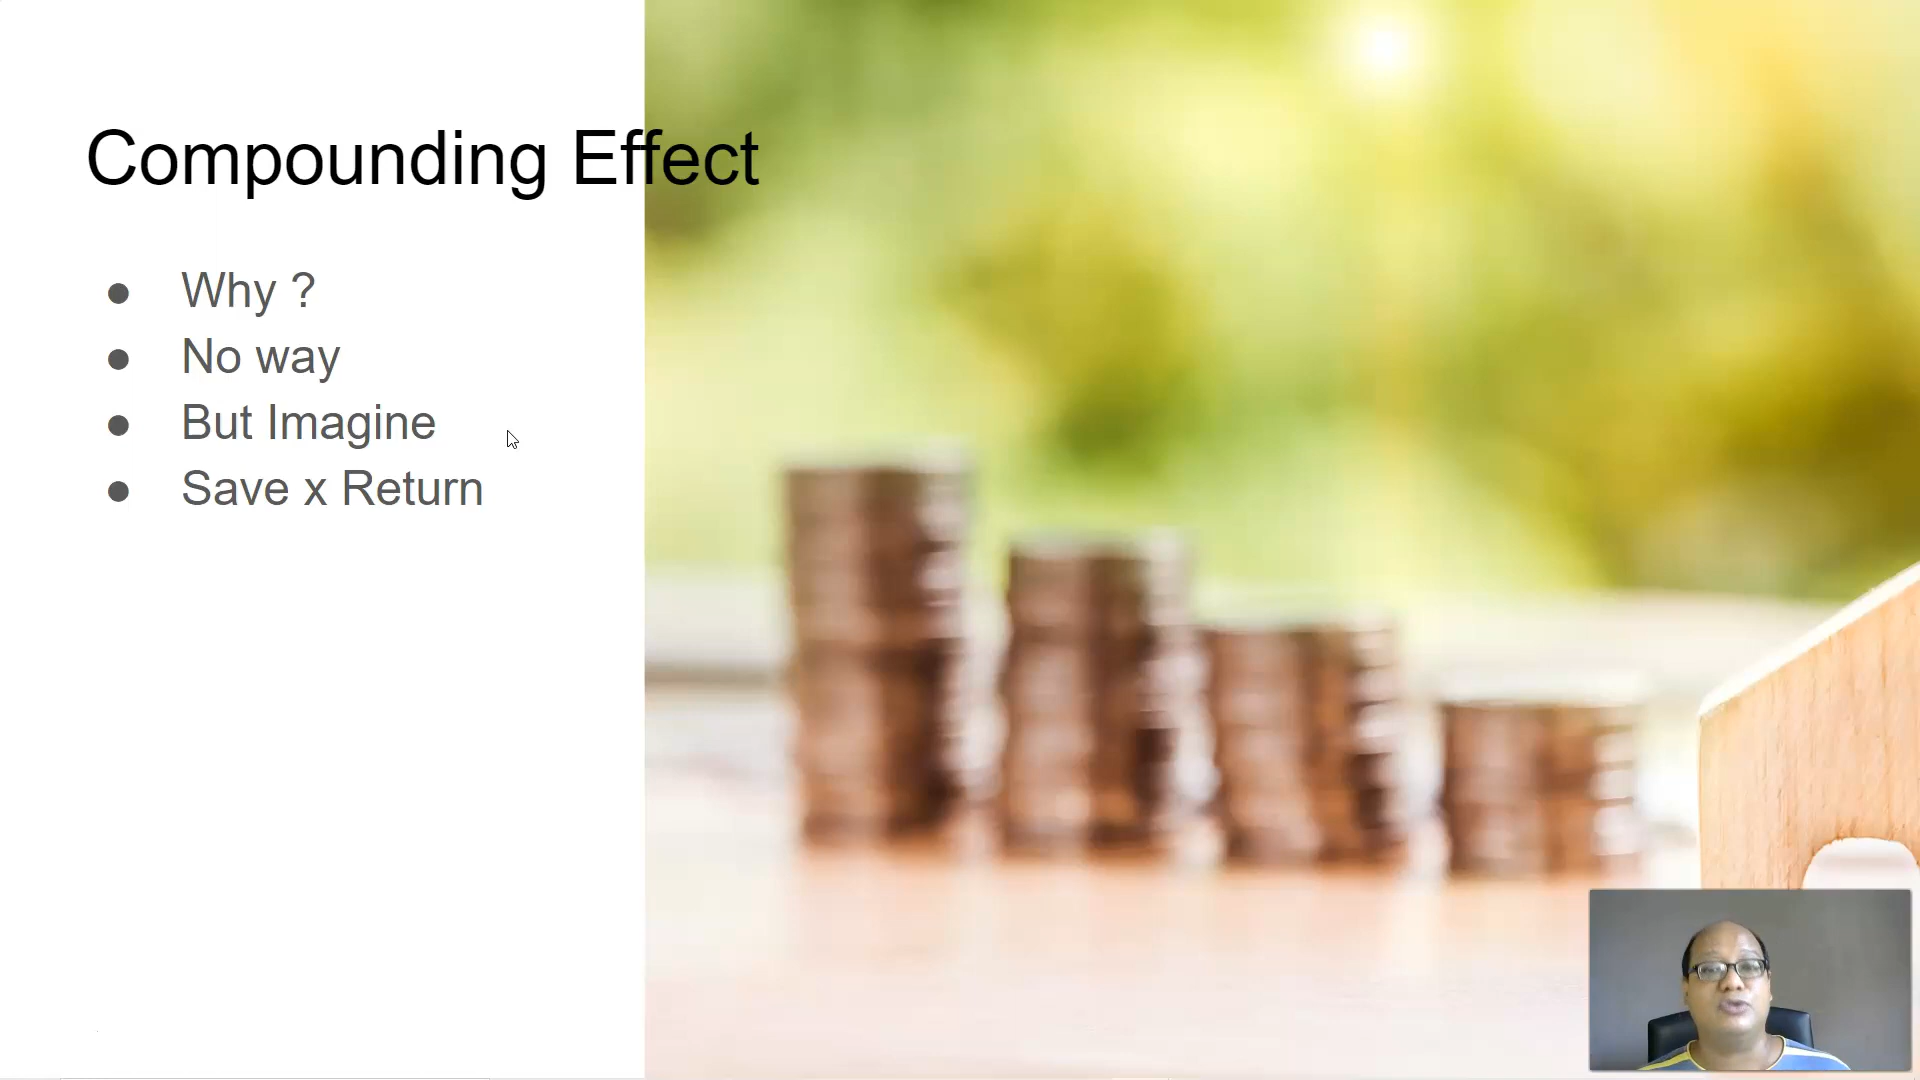 Compounding Effect
● Why ?
● No way
● But Imagine
● Save x Return